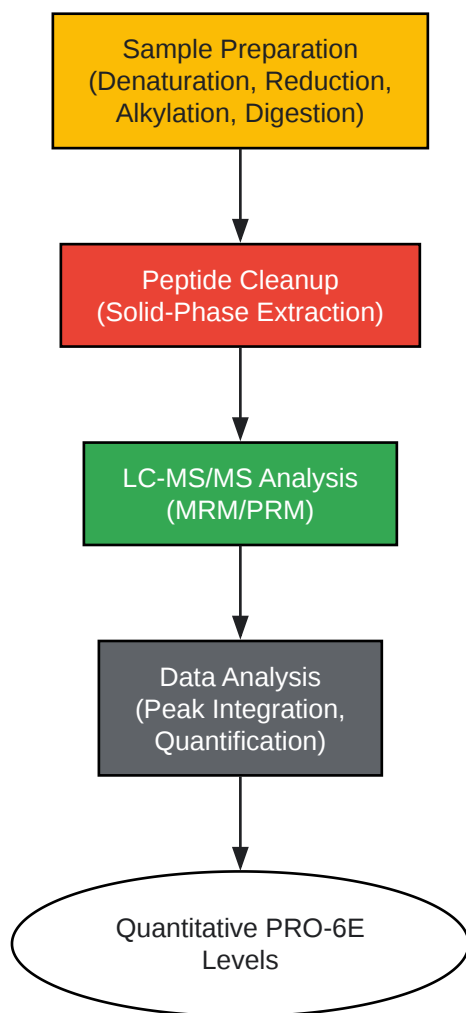 Sample Preparation
(Denaturation, Reduction,
Alkylation, Digestion)
Peptide Cleanup
(Solid-Phase Extraction)
LC-MS/MS Analysis
(MRM/PRM)
Data Analysis
(Peak Integration,
Quantification)
Quantitative PRO-6E
Levels